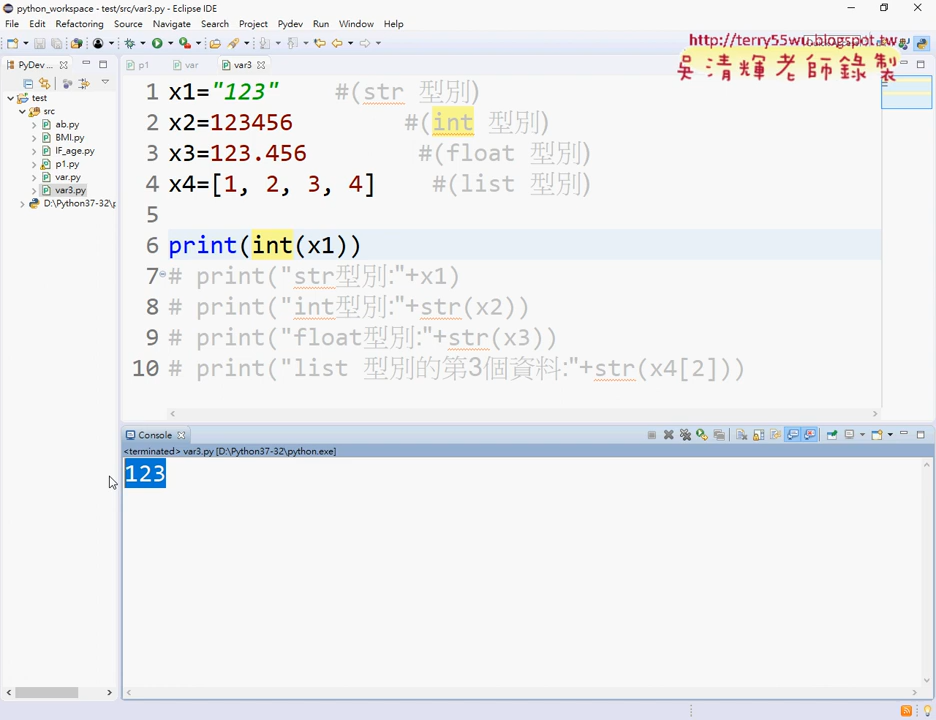 python_workspace - test/src/var3.py - Eclipse IDE
File Edit Refactoring Source Navigate Search Project Pydev Run Window Help
http://terry55wu.blogspot.tw
吳清輝老師錄製
PyDev ...
p1
var
var3
test
src
ab.py
BMI.py
IF_age.py
p1.py
var.py
var3.py
D:\Python37-32\p
1 x1="123" #(str 型別)
2 x2=123456 #(int 型別)
3 x3=123.456 #(float 型別)
4 x4=[1, 2, 3, 4] #(list 型別)
5
6 print(int(x1))
7 # print("str型別:"+x1)
8 # print("int型別:"+str(x2))
9 # print("float型別:"+str(x3))
10 # print("list 型別的第3個資料:"+str(x4[2]))
Console
<terminated> var3.py [D:\Python37-32\python.exe]
123